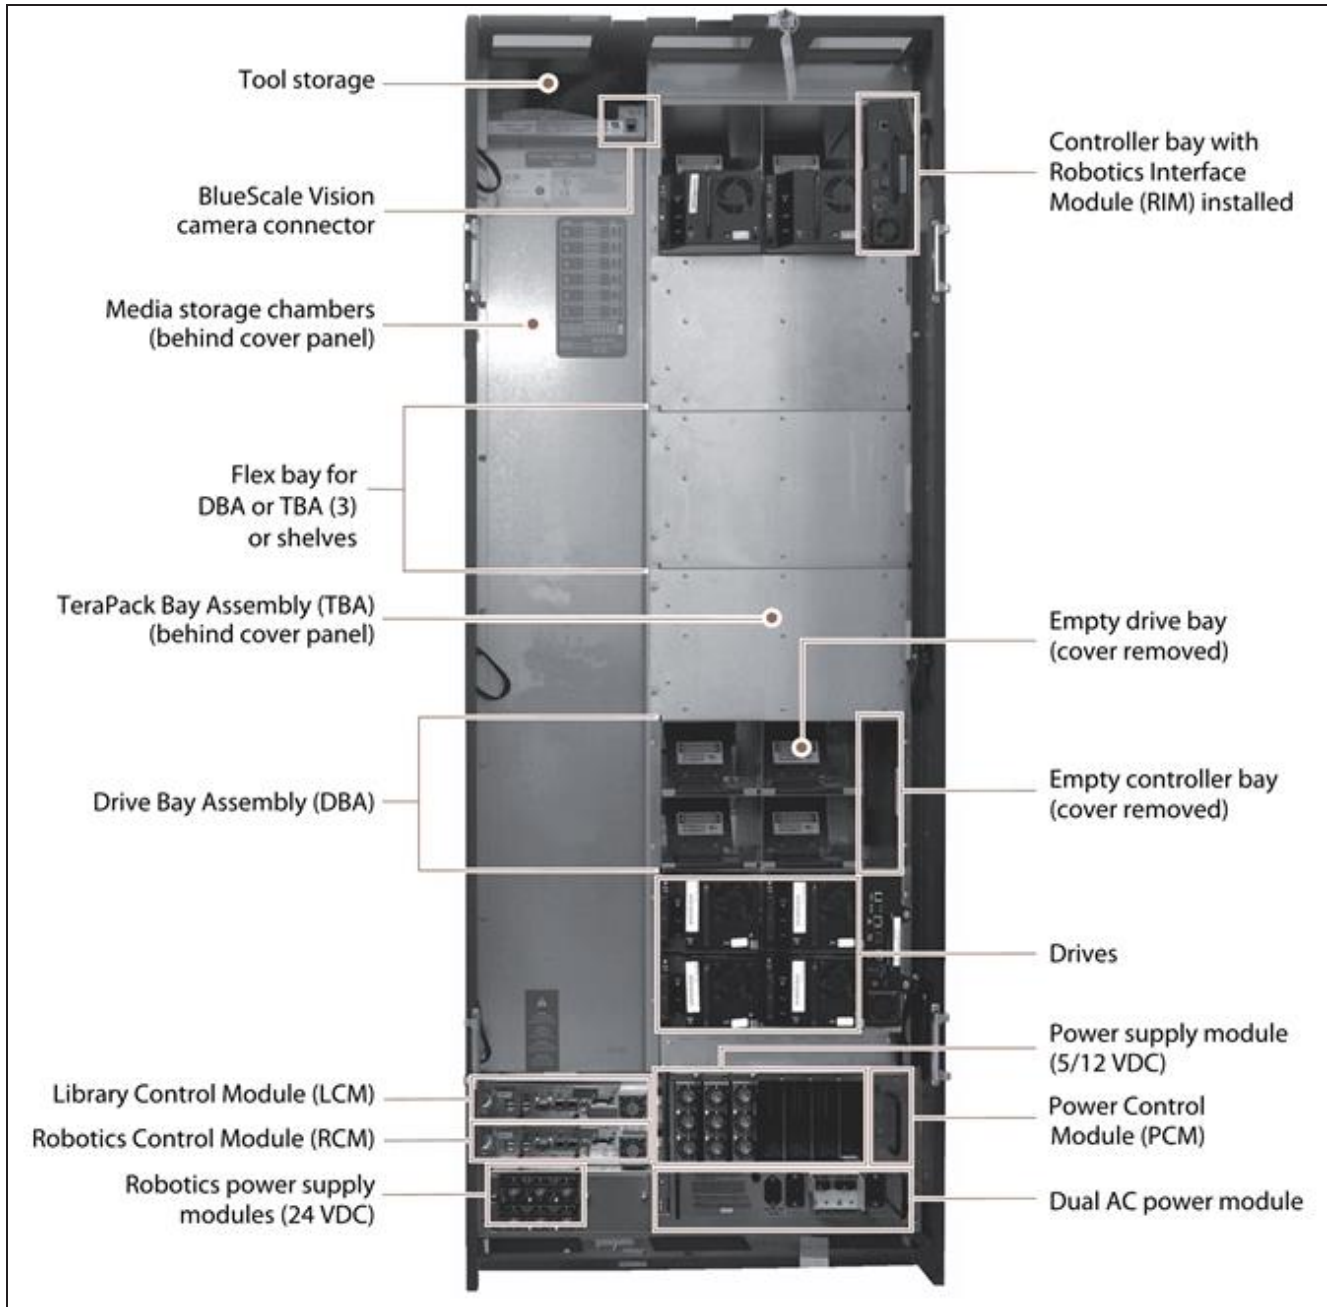 Tool storage
BlueScale Vision
camera connector
Media storage chambers
(behind cover panel)
Flex bay for
DBA or TBA (3)
or shelves
TeraPack Bay Assembly (TBA)
(behind cover panel)
Drive Bay Assembly (DBA)
Library Control Module (LCM)
Robotics Control Module (RCM)
Robotics power supply
modules (24 VDC)
Controller bay with
Robotics Interface
Module (RIM) installed
Empty drive bay
(cover removed)
Empty controller bay
(cover removed)
Drives
Power supply module
(5/12 VDC)
Power Control
Module (PCM)
Dual AC power module